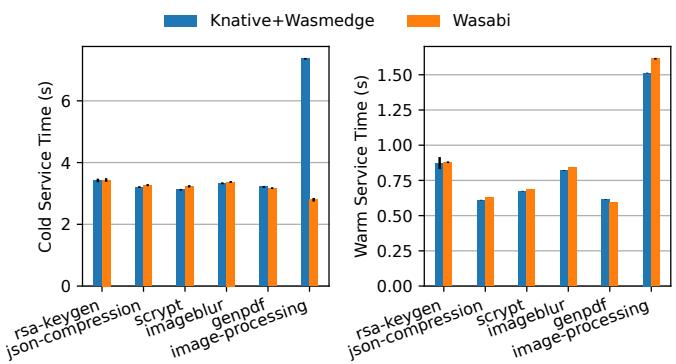 Knative+Wasmedge Wasabi
Cold Service Time (s)
6
4
2
0
rsa-keygen
json-compression
scrypt
imageblur
genpdf
image-processing
Warm Service Time (s)
1.50
1.25
1.00
0.75
0.50
0.25
0.00
rsa-keygen
json-compression
scrypt
imageblur
genpdf
image-processing